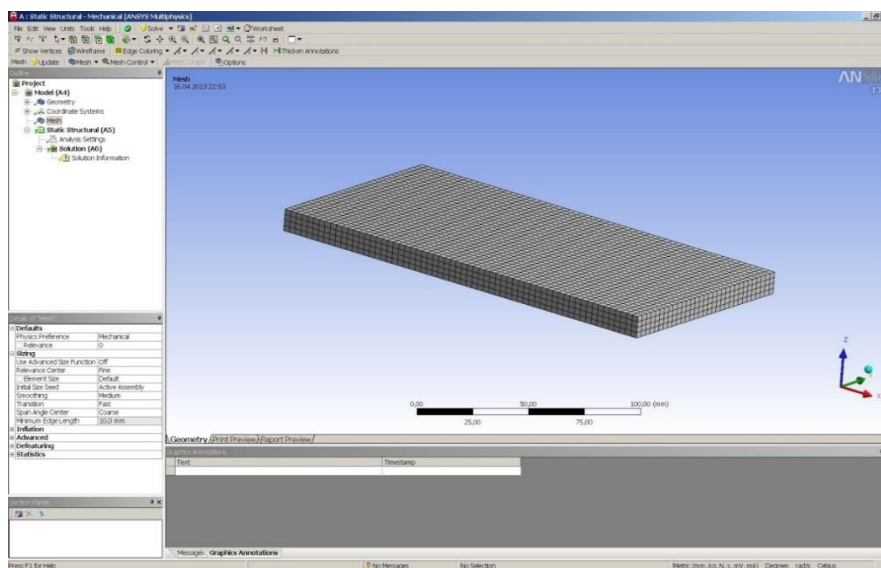 A : Static Structural - Mechanical [ANSYS Multiphysics]
File Edit View Units Tools Help Solve Worksheet
Show Vertices Wireframe Edge Coloring Thicken Annotations
Mesh Update Mesh Mesh Control Metric Graph Options
Outline
Project
Model (A4)
Geometry
Coordinate Systems
Mesh
Static Structural (A5)
Analysis Settings
Solution (A6)
Solution Information
Mesh
16.04.2013 22:53
ANSYS
Details of "Mesh"
Defaults
Physics Preference Mechanical
Relevance 0
Sizing
Use Advanced Size Function Off
Relevance Center Fine
Element Size Default
Initial Size Seed Active Assembly
Smoothing Medium
Transition Fast
Span Angle Center Coarse
Minimum Edge Length 10,0 mm
Inflation
Advanced
Defeaturing
Statistics
0,00 50,00 100,00 (mm)
25,00 75,00
Z
X
Geometry Print Preview Report Preview
Graphics Annotations
Text Timestamp
Section Planes
Messages Graphics Annotations
Press F1 for Help No Messages No Selection Metric (mm, kg, N, s, mV, mA) Degrees rad/s Celsius